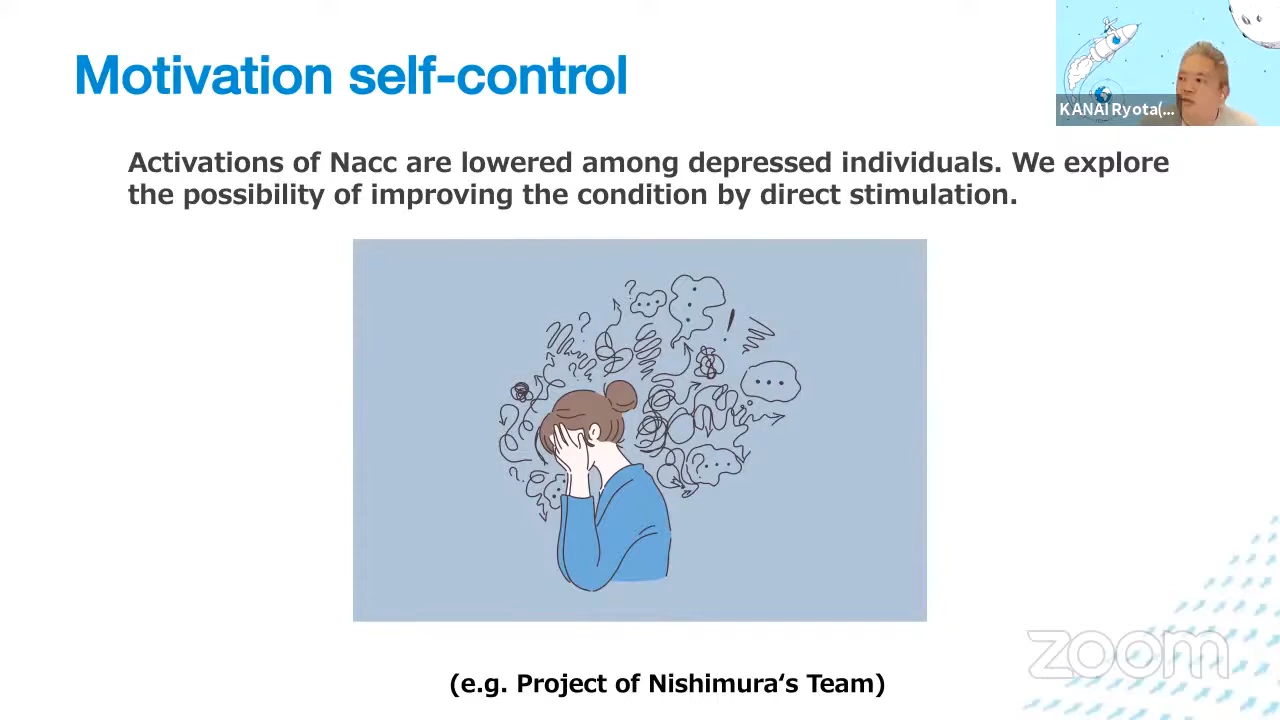 Motivation self-control
KANAI Ryota(...
Activations of Nacc are lowered among depressed individuals. We explore
the possibility of improving the condition by direct stimulation.
(e.g. Project of Nishimura‘s Team)
zoom